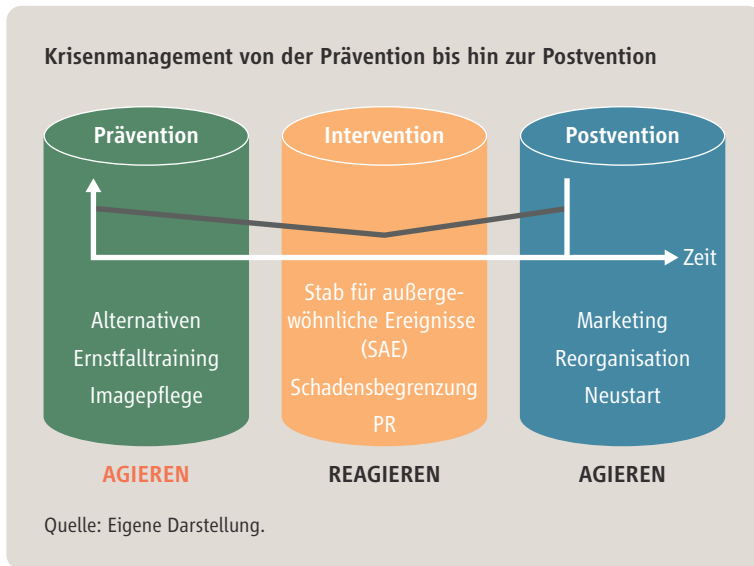 Krisenmanagement von der Prävention bis hin zur Postvention
Prävention
Alternativen
Ernstfalltraining
Imagepflege
AGIEREN
Intervention
Stab für außerge-
wöhnliche Ereignisse
(SAE)
Schadensbegrenzung
PR
REAGIEREN
Postvention
Zeit
Marketing
Reorganisation
Neustart
AGIEREN
Quelle: Eigene Darstellung.